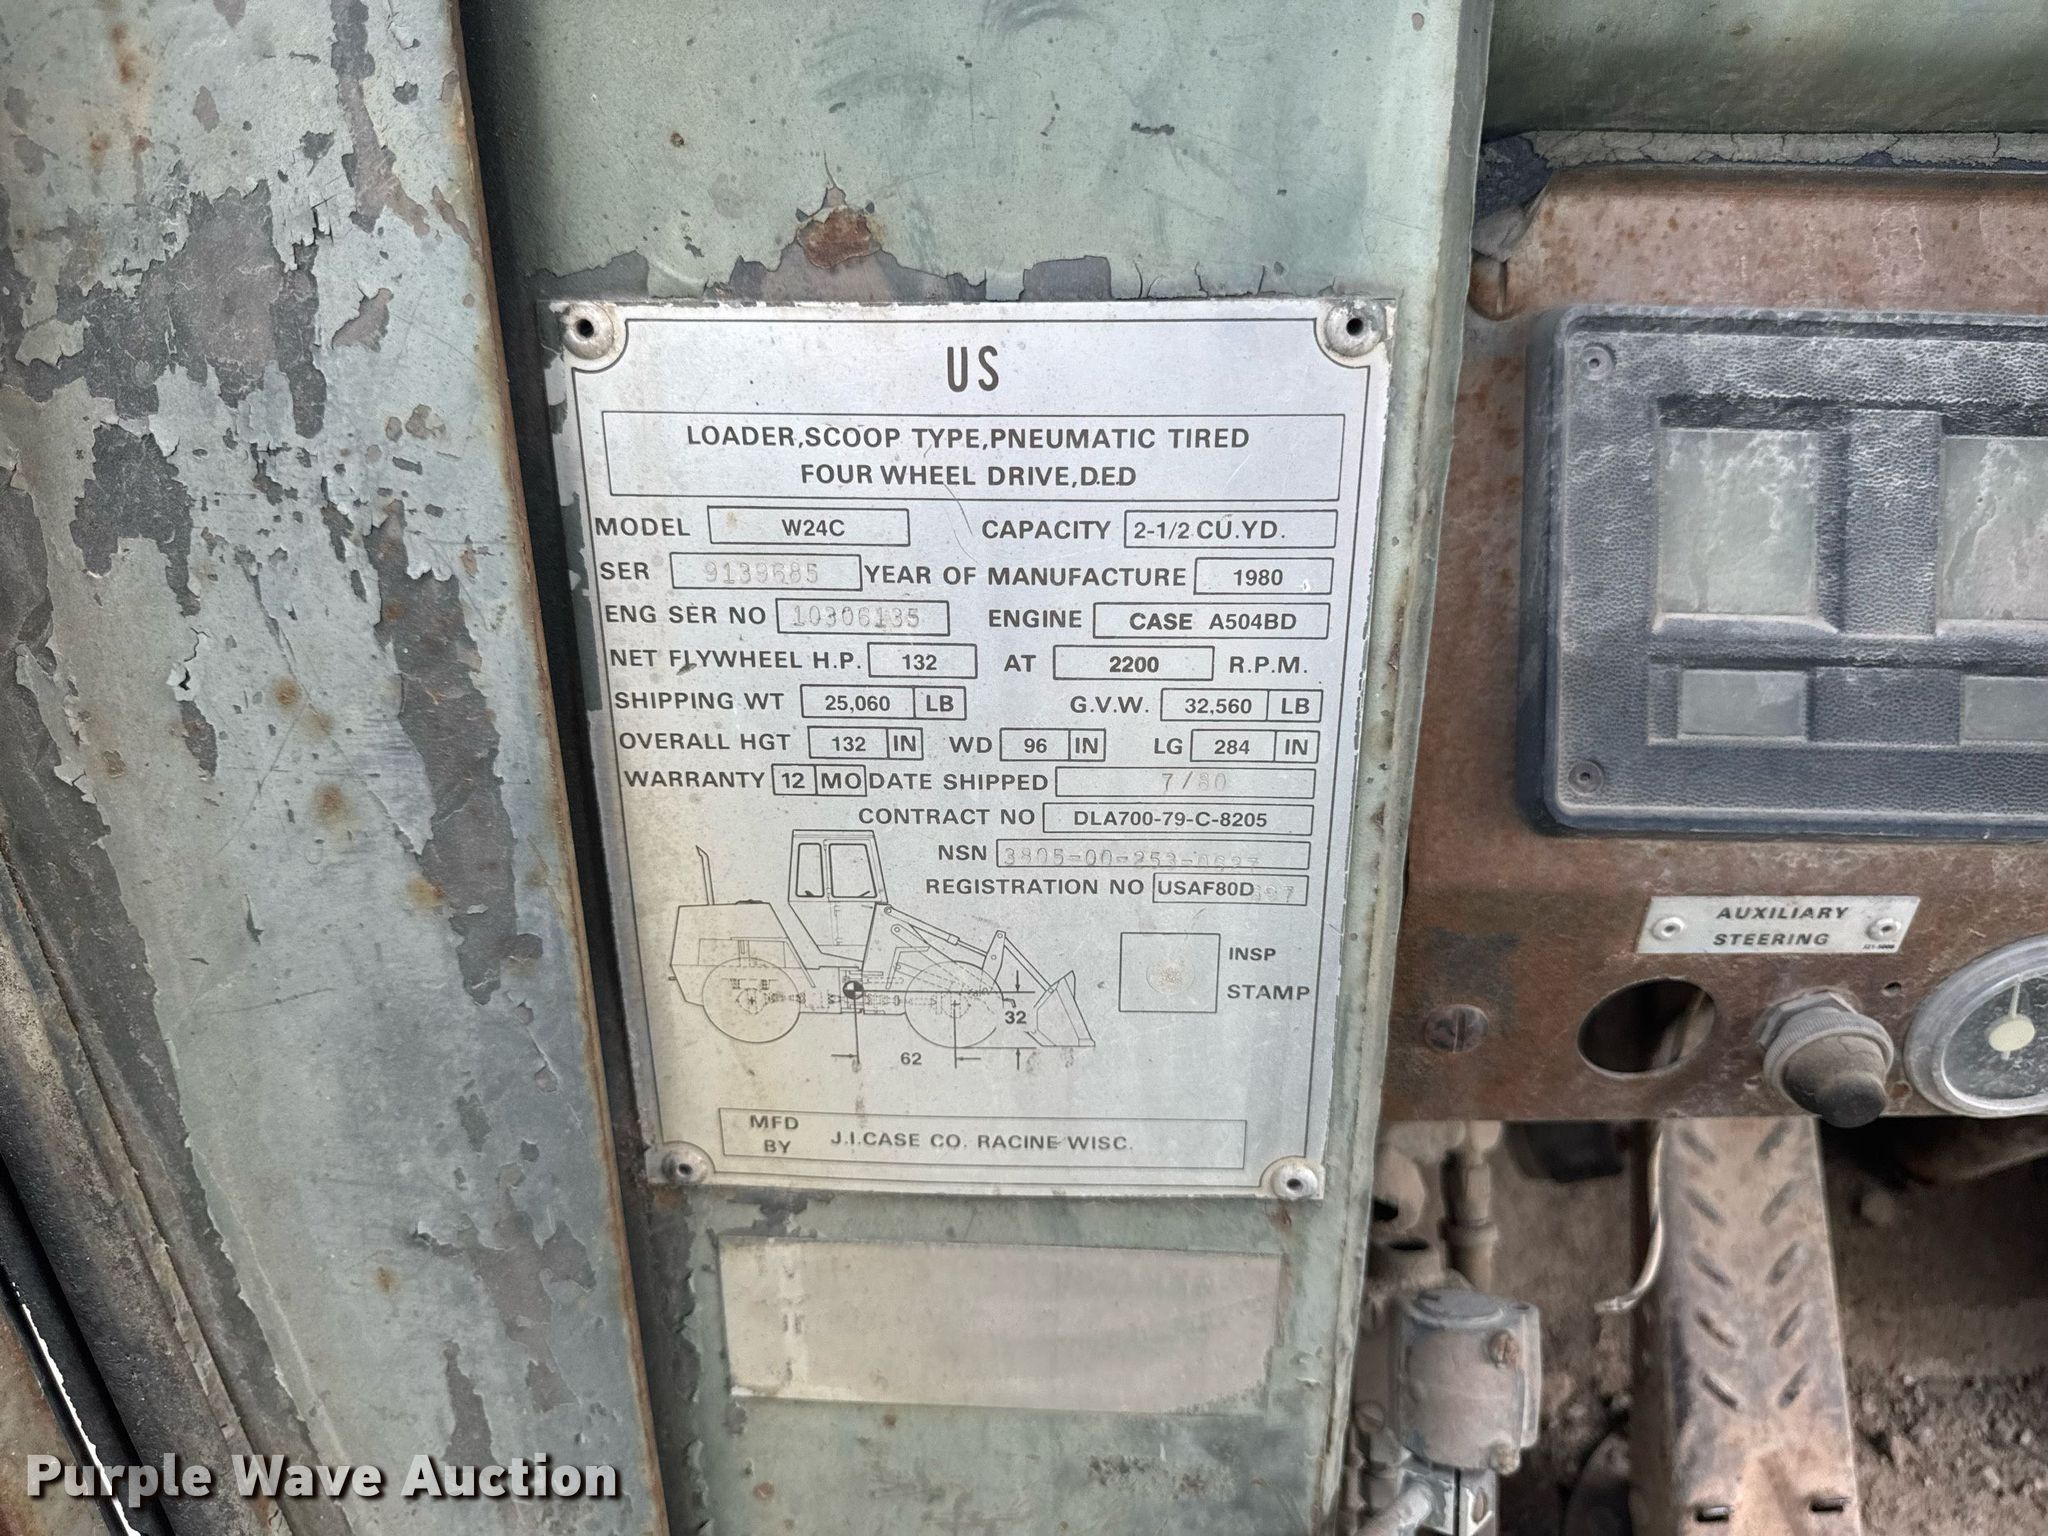 US
LOADER,SCOOP TYPE,PNEUMATIC TIRED
FOUR WHEEL DRIVE,D.E.D
MODEL W24C CAPACITY 2-1/2 CU.YD.
SER 9139685 YEAR OF MANUFACTURE 1980
ENG SER NO 10306135 ENGINE CASE A504BD
NET FLYWHEEL H.P. 132 AT 2200 R.P.M.
SHIPPING WT 25,060 LB G.V.W. 32,560 LB
OVERALL HGT 132 IN WD 96 IN LG 284 IN
WARRANTY 12 MO DATE SHIPPED 7/80
CONTRACT NO DLA700-79-C-8205
NSN
REGISTRATION NO USAF80D
INSP
STAMP
32
62
MFD
BY J.I.CASE CO. RACINE WISC.
AUXILIARY
STEERING
Purple Wave Auction